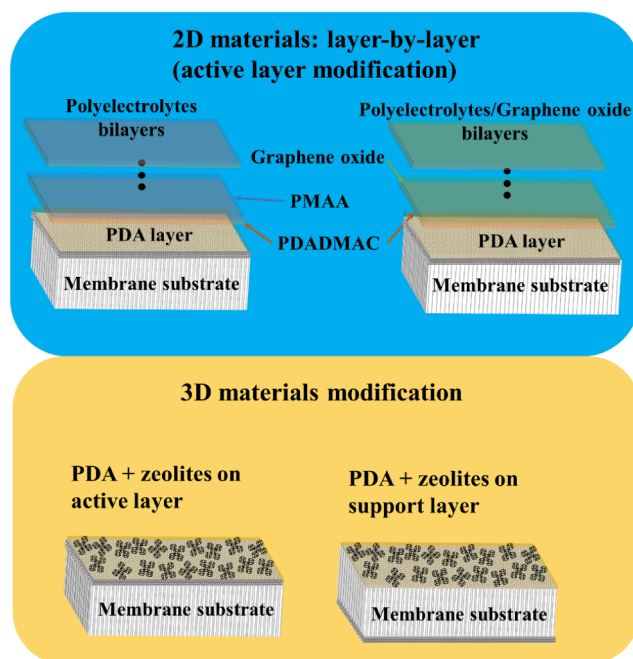 2D materials: layer-by-layer
(active layer modification)
Polyelectrolytes
bilayers
Polyelectrolytes/Graphene oxide
bilayers
Graphene oxide
PMAA
PDADMAC
PDA layer
Membrane substrate
PDA layer
Membrane substrate
3D materials modification
PDA + zeolites on
active layer
PDA + zeolites on
support layer
Membrane substrate
Membrane substrate